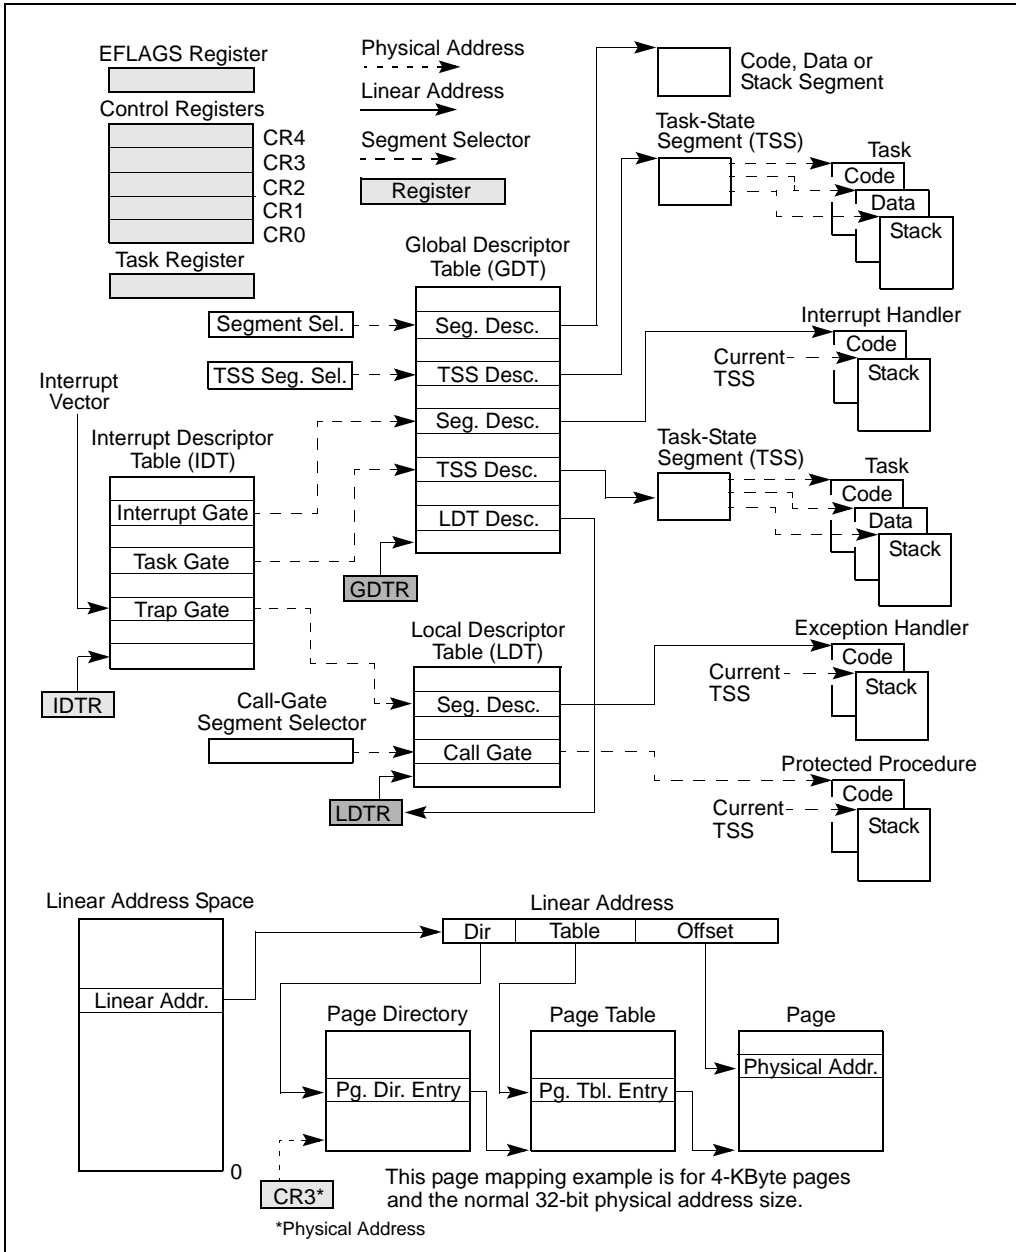 EFLAGS Register
Control Registers
CR4
CR3
CR2
CR1
CR0
Task Register
Physical Address
Linear Address
Segment Selector
Register
Code, Data or
Stack Segment
Task-State
Segment (TSS)
Task
Code
Data
Stack
Global Descriptor
Table (GDT)
Segment Sel.
Seg. Desc.
TSS Seg. Sel.
TSS Desc.
Seg. Desc.
TSS Desc.
LDT Desc.
GDTR
Interrupt Handler
Code
Current
TSS
Stack
Interrupt
Vector
Interrupt Descriptor
Table (IDT)
Interrupt Gate
Task Gate
Trap Gate
IDTR
Task-State
Segment (TSS)
Task
Code
Data
Stack
Local Descriptor
Table (LDT)
Call-Gate
Segment Selector
Seg. Desc.
Call Gate
LDTR
Exception Handler
Code
Current
TSS
Stack
Protected Procedure
Code
Current
TSS
Stack
Linear Address Space
Linear Addr.
0
Linear Address
Dir
Table
Offset
Page Directory
Pg. Dir. Entry
Page Table
Pg. Tbl. Entry
Page
Physical Addr.
CR3*
*Physical Address
This page mapping example is for 4-KByte pages
and the normal 32-bit physical address size.